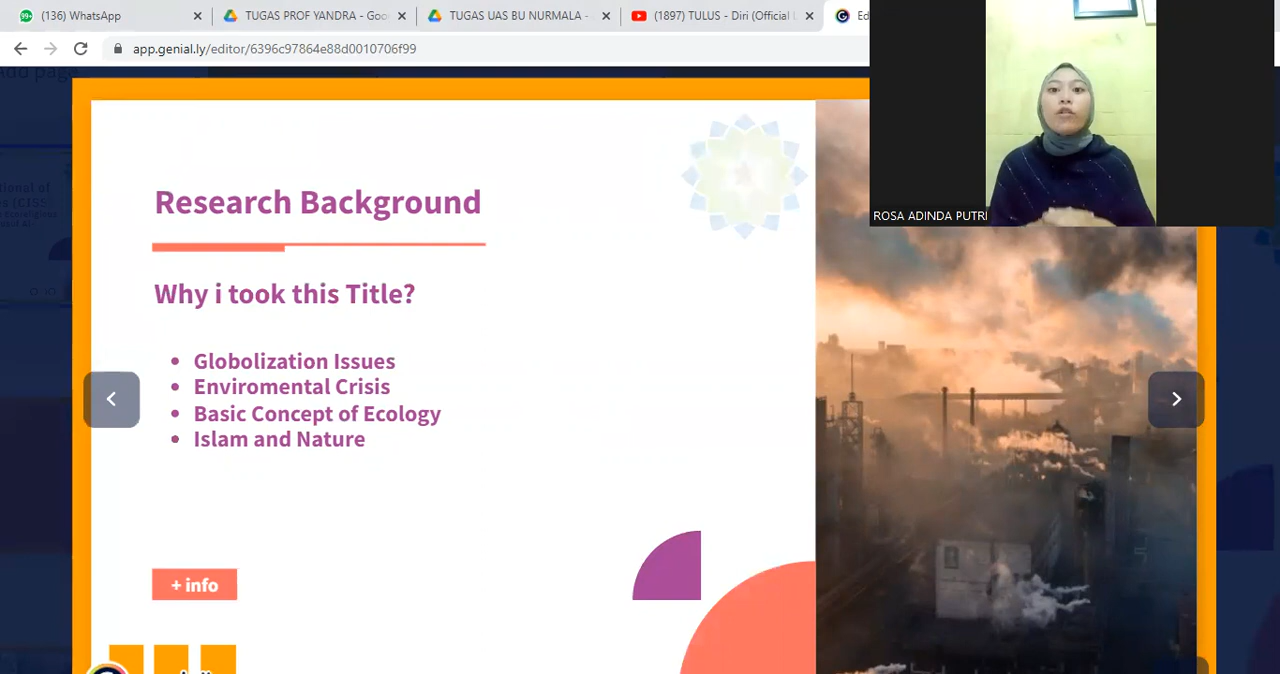 (136) WhatsApp
TUGAS PROF YANDRA - Goo
TUGAS UAS BU NURMALA -
(1897) TULUS - Diri (Official L
Ed
app.genial.ly/editor/6396c97864e88d0010706f99
Add page
ROSA ADINDA PUTRI
Research Background
Why i took this Title?
• Globolization Issues
• Enviromental Crisis
• Basic Concept of Ecology
• Islam and Nature
+ info